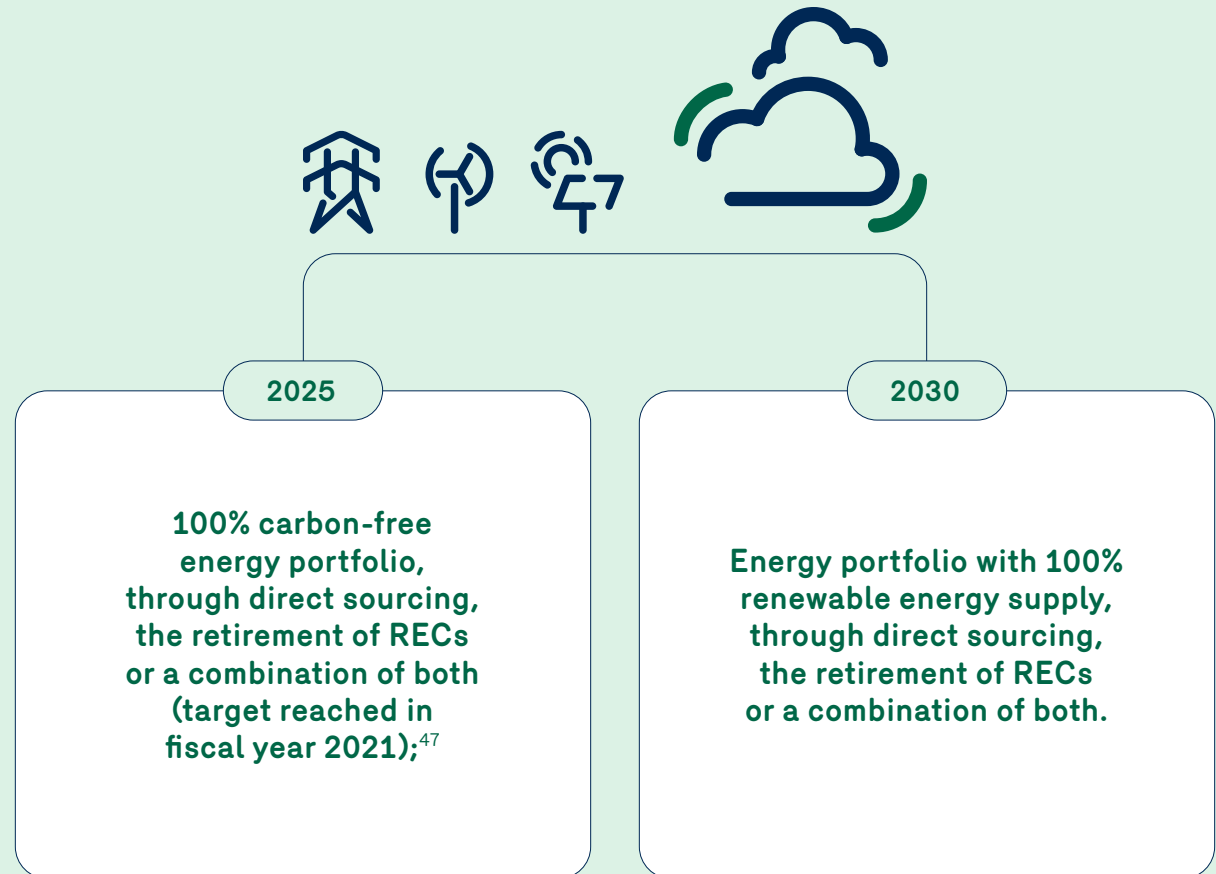 2025
100% carbon-free
energy portfolio,
through direct sourcing,
the retirement of RECs
or a combination of both
(target reached in
fiscal year 2021);47
2030
Energy portfolio with 100%
renewable energy supply,
through direct sourcing,
the retirement of RECs
or a combination of both.